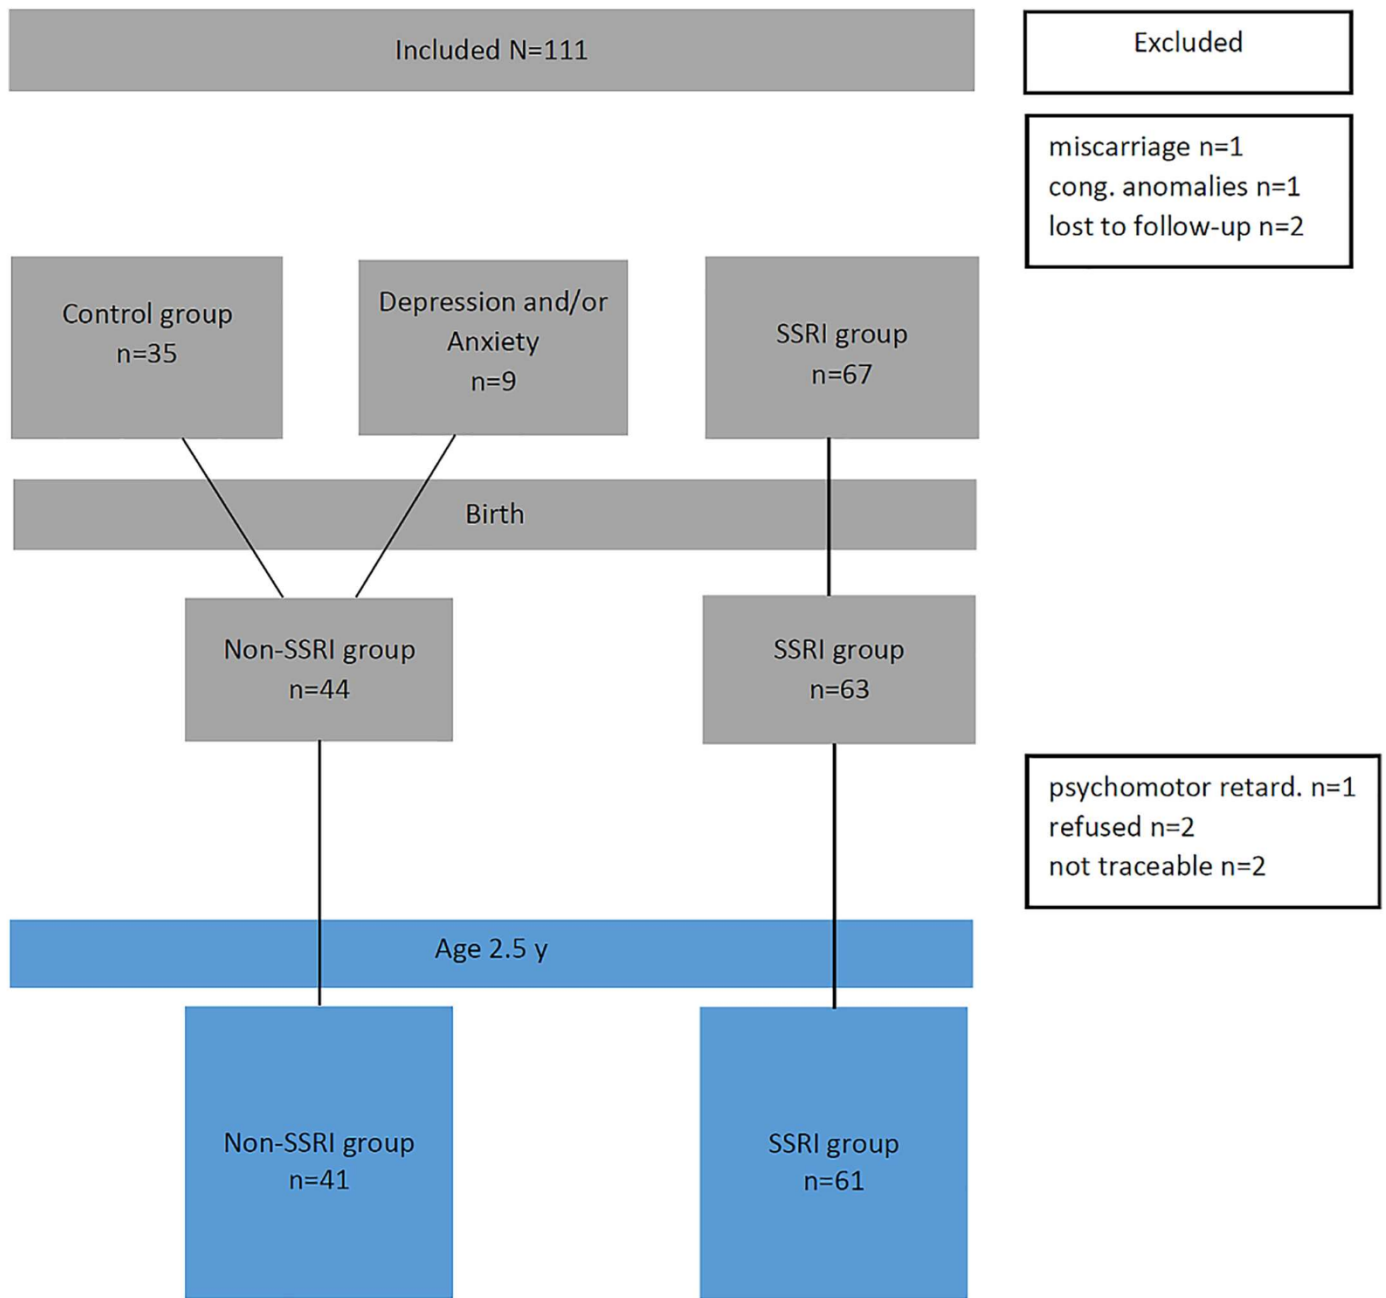 Included N=111
Excluded
miscarriage n=1
cong. anomalies n=1
lost to follow-up n=2
Control group
n=35
Depression and/or
Anxiety
n=9
SSRI group
n=67
Birth
Non-SSRI group
n=44
SSRI group
n=63
psychomotor retard. n=1
refused n=2
not traceable n=2
Age 2.5 y
Non-SSRI group
n=41
SSRI group
n=61